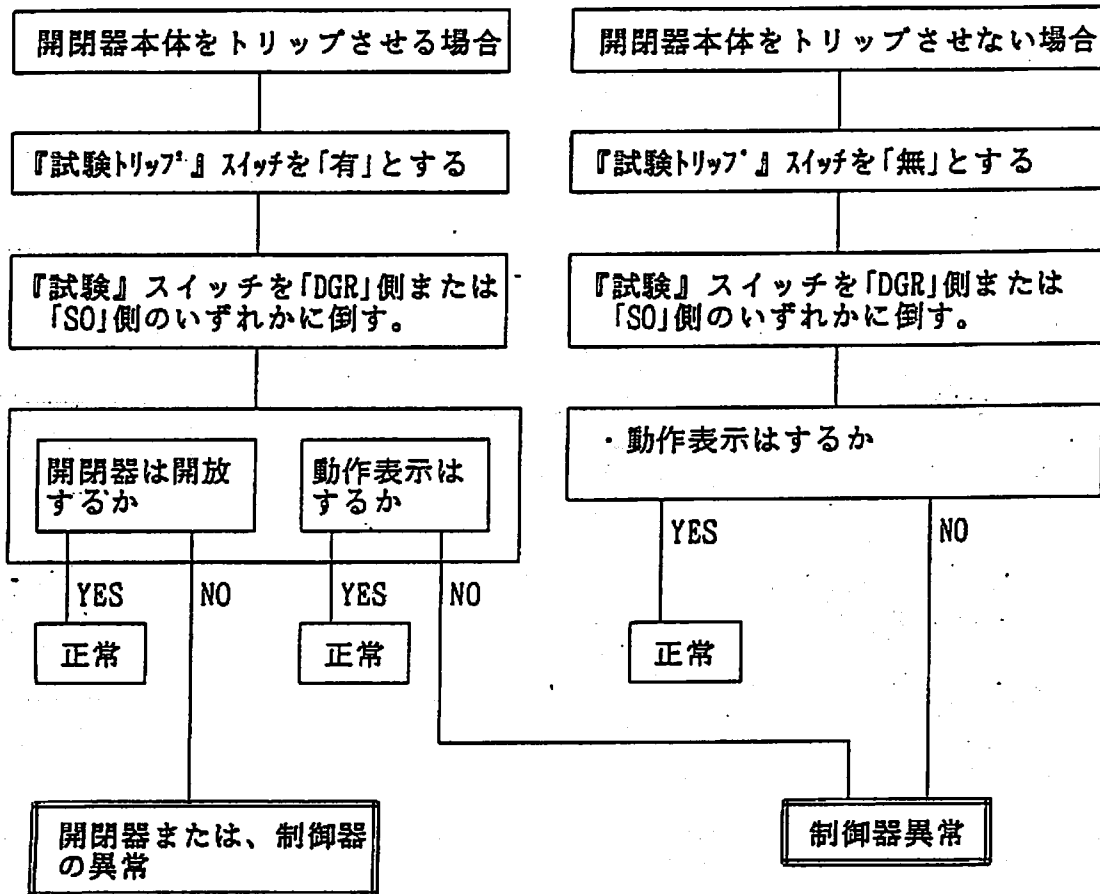 開閉器本体をトリップさせる場合
『試験トリップ』スイッチを「有」とする
『試験』スイッチを「DGR」側または
「SO」側のいずれかに倒す。
開閉器は開放
するか
動作表示は
するか
YES
NO
YES
NO
正常
正常
開閉器または、制御器
の異常
開閉器本体をトリップさせない場合
『試験トリップ』スイッチを「無」とする
『試験』スイッチを「DGR」側または
「SO」側のいずれかに倒す。
・動作表示はするか
YES
NO
正常
制御器異常